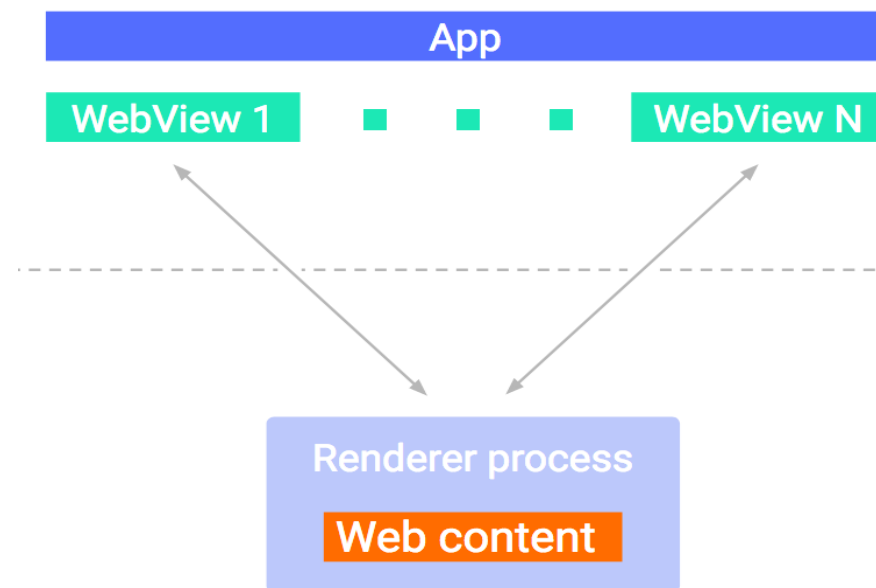 App
WebView 1
WebView N
Renderer process
Web content